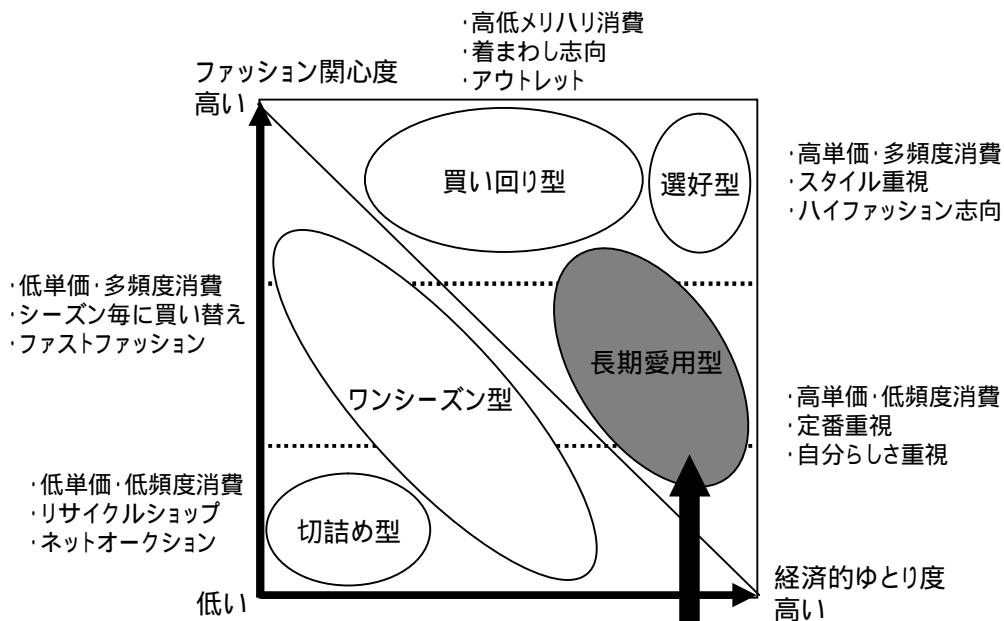 ・高低メリハリ消費
・着まわし志向
・アウトレット
ファッション関心度
高い
買い回り型
選好型
・高単価・多頻度消費
・スタイル重視
・ハイファッション志向
・低単価・多頻度消費
・シーズン毎に買い替え
・ファストファッション
長期愛用型
ワンシーズン型
・高単価・低頻度消費
・定番重視
・自分らしさ重視
・低単価・低頻度消費
・リサイクルショップ
・ネットオークション
切詰め型
低い
経済的ゆとり度
高い